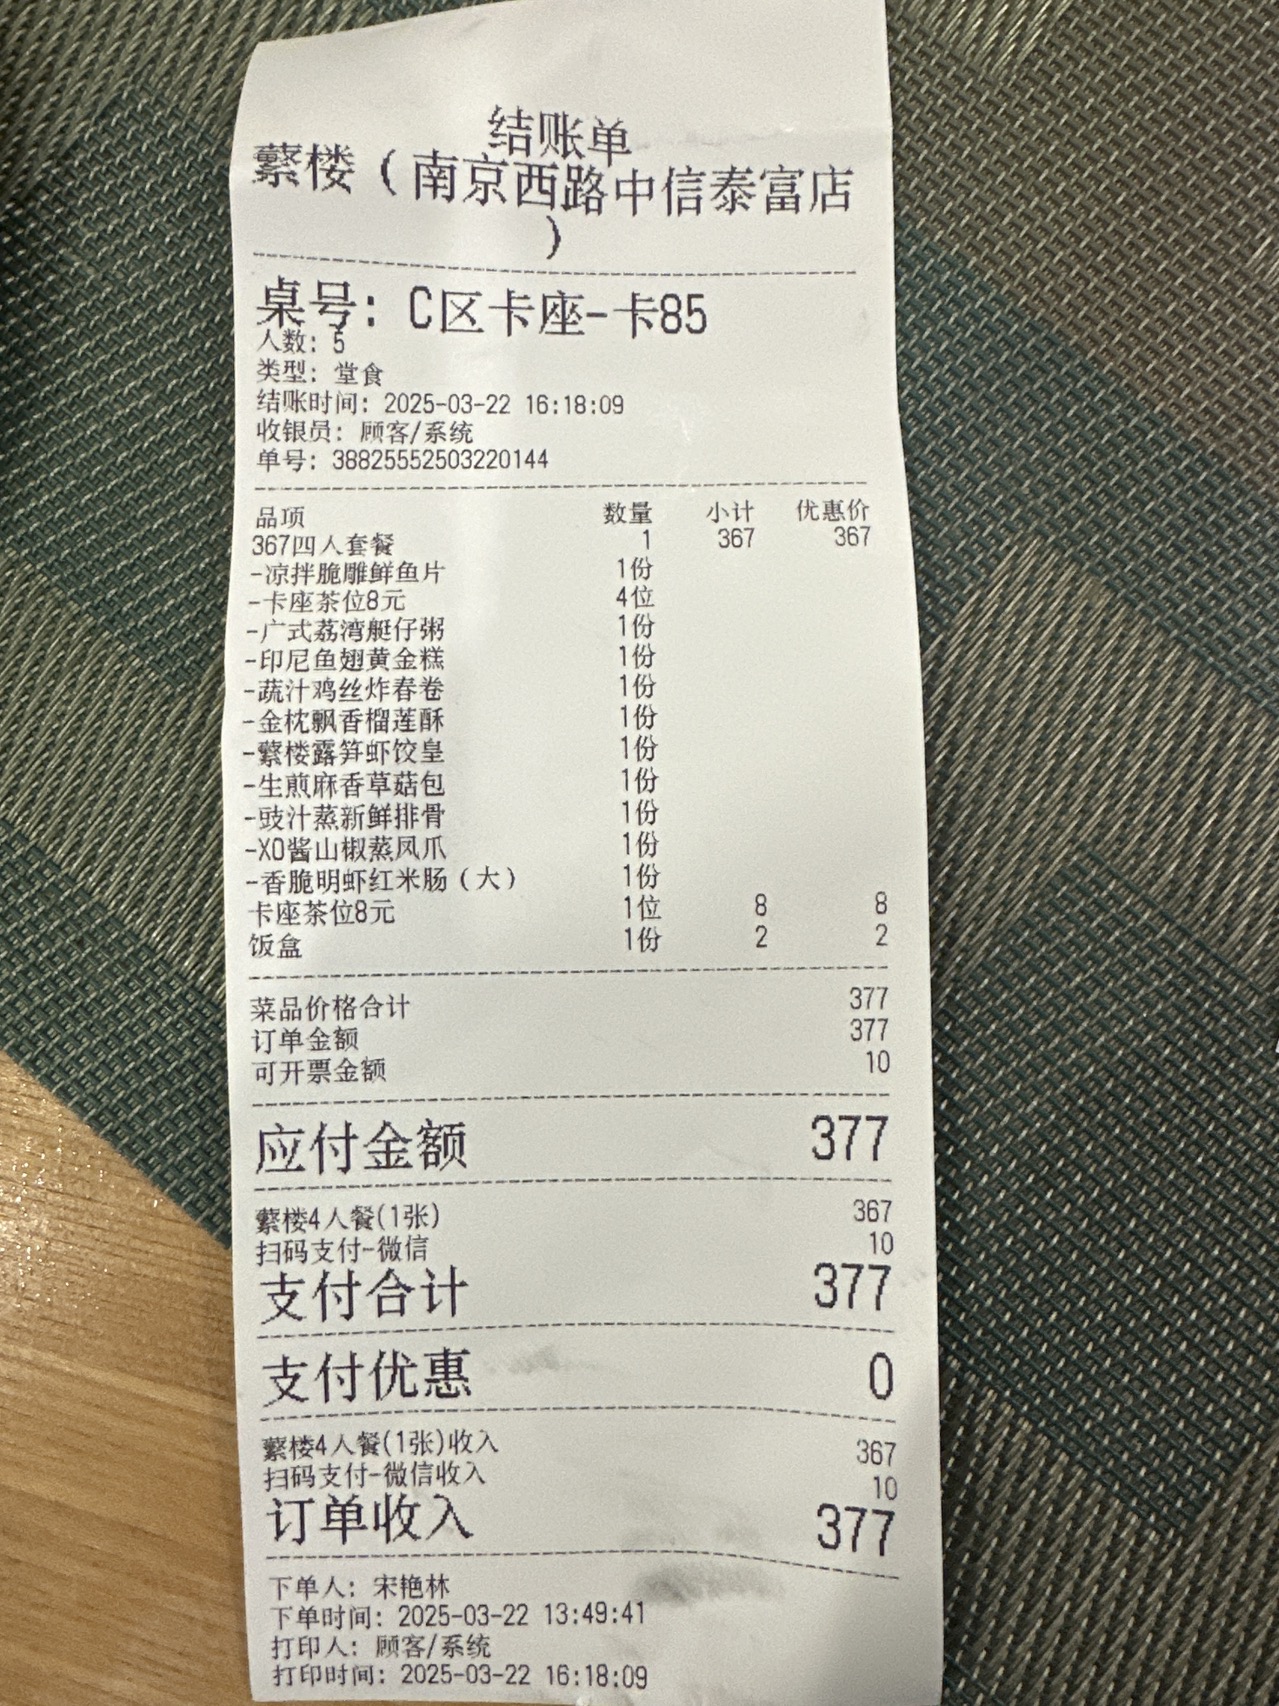 结账单
蘩楼（南京西路中信泰富店
）
桌号：C区卡座-卡85
人数：5
类型：堂食
结账时间：2025-03-22 16:18:09
收银员：顾客/系统
单号：38825552503220144
品项 数量 小计 优惠价
367四人套餐 1 367 367
-凉拌脆雕鲜鱼片 1份
-卡座茶位8元 4位
-广式荔湾艇仔粥 1份
-印尼鱼翅黄金糕 1份
-蔬汁鸡丝炸春卷 1份
-金枕飘香榴莲酥 1份
-蘩楼露笋虾饺皇 1份
-生煎麻香草菇包 1份
-豉汁蒸新鲜排骨 1份
-XO酱山椒蒸凤爪 1份
-香脆明虾红米肠（大） 1份
卡座茶位8元 1位 8 8
饭盒 1份 2 2
菜品价格合计 377
订单金额 377
可开票金额 10
应付金额 377
蘩楼4人餐(1张) 367
扫码支付-微信 10
支付合计 377
支付优惠 0
蘩楼4人餐(1张)收入 367
扫码支付-微信收入 10
订单收入 377
下单人：宋艳林
下单时间：2025-03-22 13:49:41
打印人：顾客/系统
打印时间：2025-03-22 16:18:09